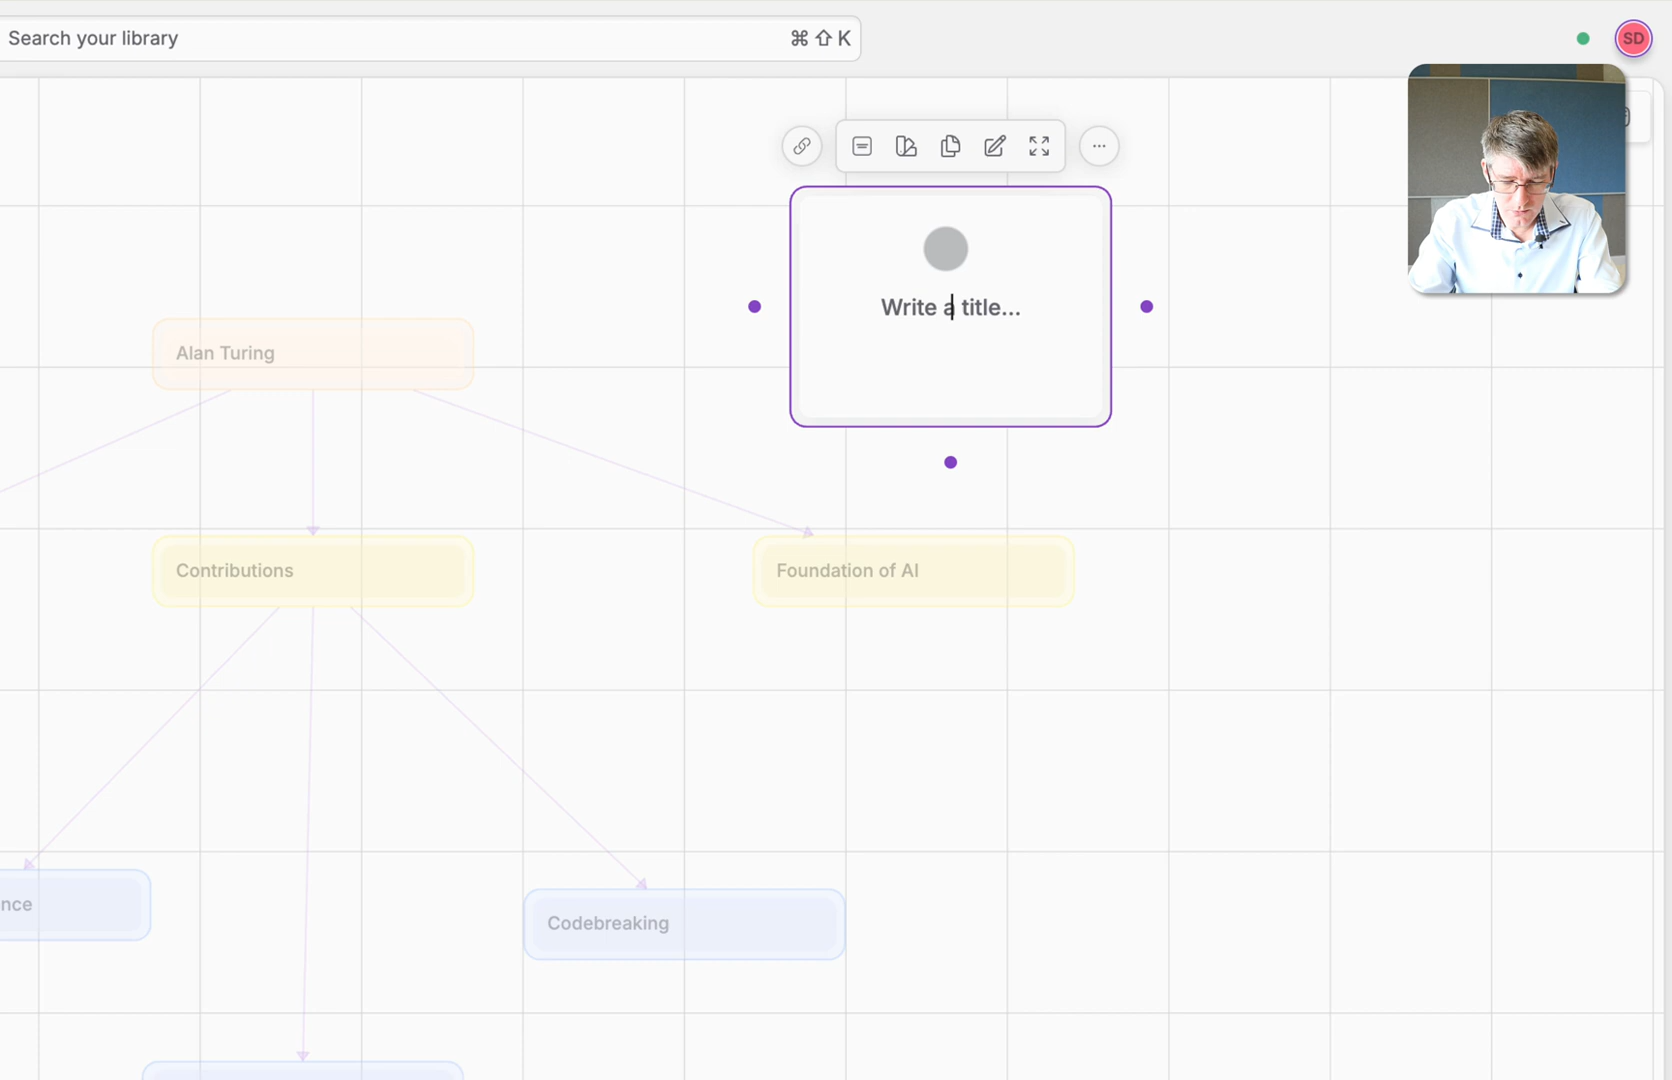 Search your library
⌘ ⇧ K
SD
Write a title...
Alan Turing
Contributions
Foundation of AI
nce
Codebreaking